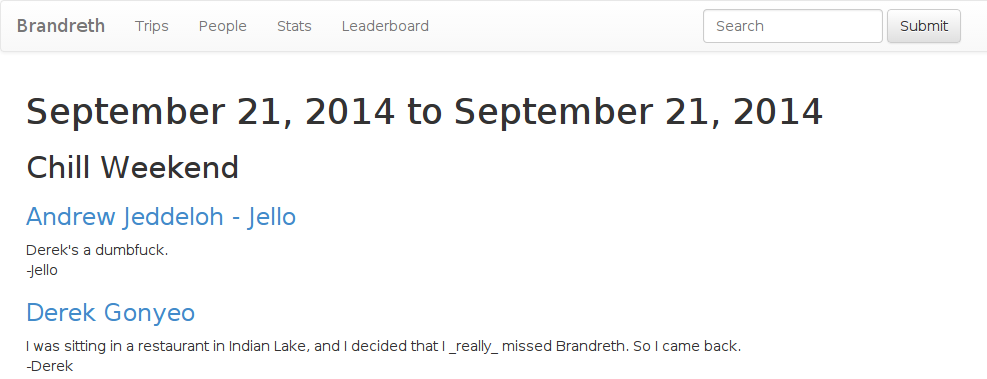 Brandreth Trips People Stats Leaderboard Search Submit
September 21, 2014 to September 21, 2014
Chill Weekend
Andrew Jeddeloh - Jello
Derek's a dumbfuck.
-Jello
Derek Gonyeo
I was sitting in a restaurant in Indian Lake, and I decided that I _really_ missed Brandreth. So I came back.
-Derek